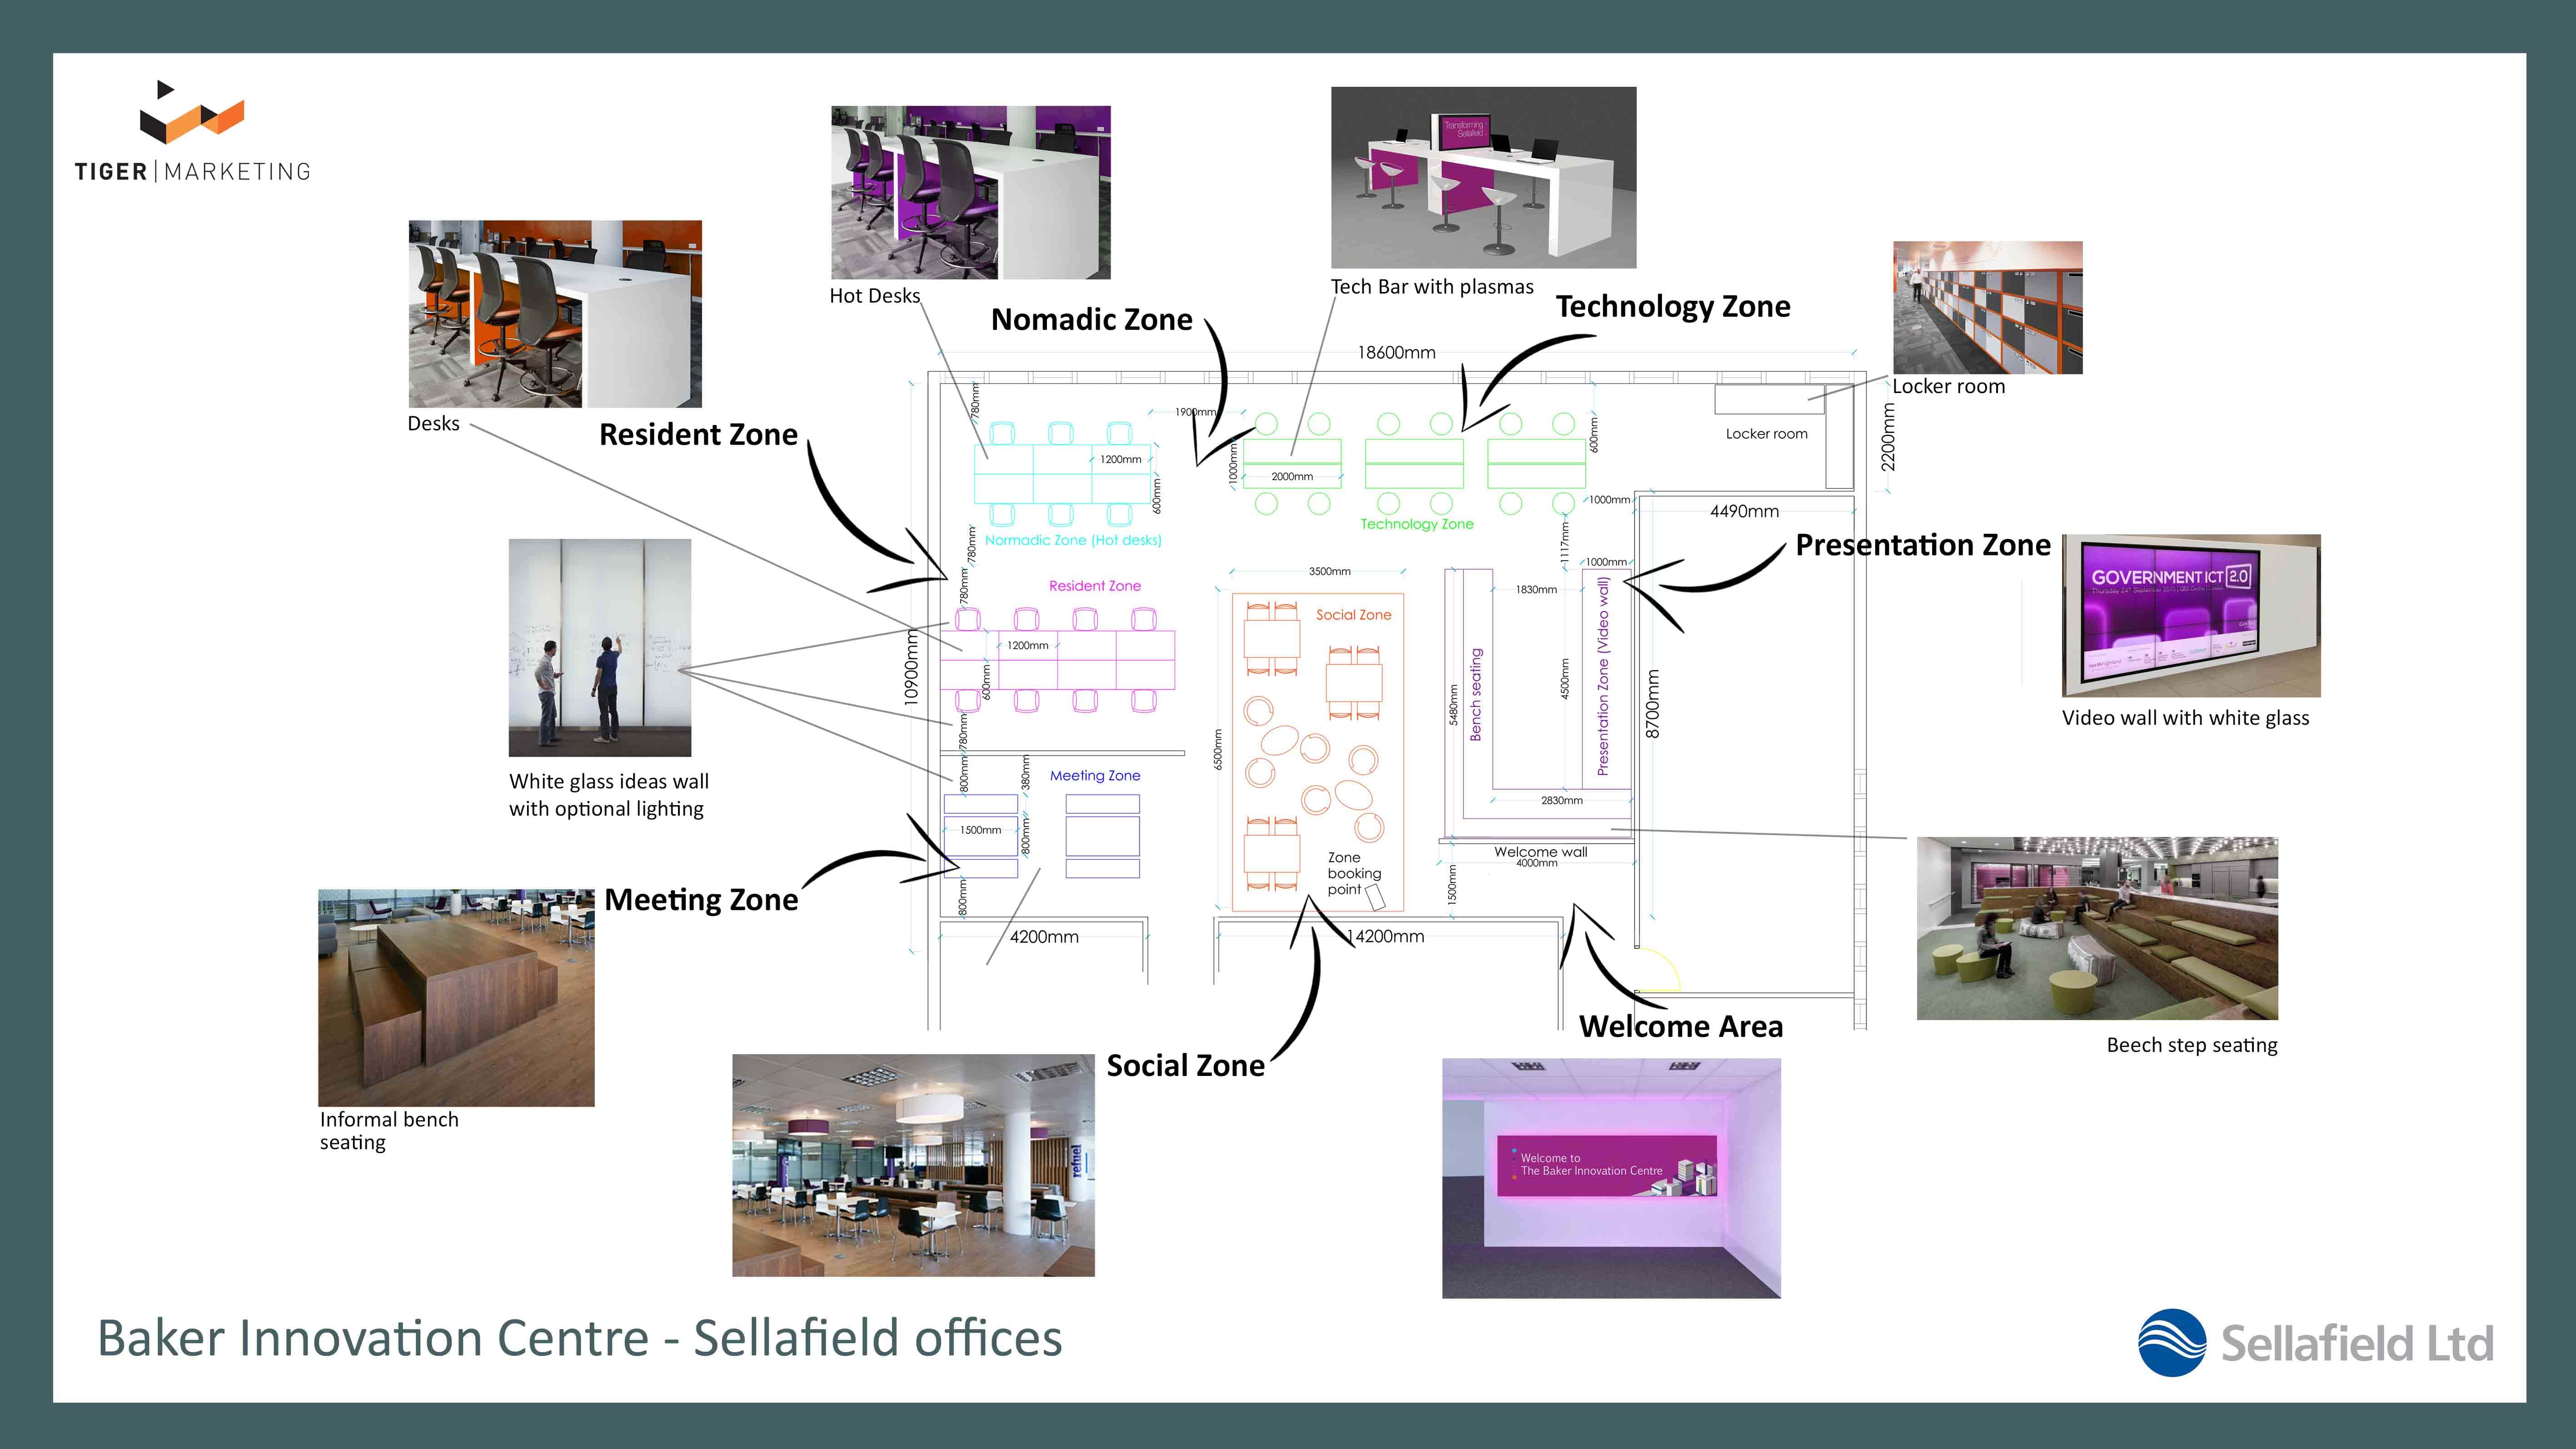 TIGER | MARKETING
Hot Desks
Transforming
Sellafield
Tech Bar with plasmas
Nomadic Zone
Technology Zone
Locker room
Desks
Resident Zone
18600mm
780mm
1900mm
1200mm
600mm
1000mm
2000mm
600mm
Locker room
2200mm
1000mm
4490mm
Technology Zone
Normadic Zone (Hot desks)
780mm
780mm
Resident Zone
1200mm
600mm
780mm
10900mm
3500mm
Social Zone
6500mm
1117mm
1000mm
1830mm
Bench seating
5480mm
4500mm
Presentation Zone (Video wall)
8700mm
2830mm
Presentation Zone
GOVERNMENT ICT 2.0
Video wall with white glass
White glass ideas wall
with optional lighting
800mm
380mm
Meeting Zone
1500mm
800mm
800mm
Zone
booking
point
Welcome wall
4000mm
1500mm
4200mm
14200mm
Meeting Zone
Informal bench
seating
Social Zone
refuel
Welcome Area
Welcome to
The Baker Innovation Centre
Beech step seating
Baker Innovation Centre - Sellafield offices
Sellafield Ltd